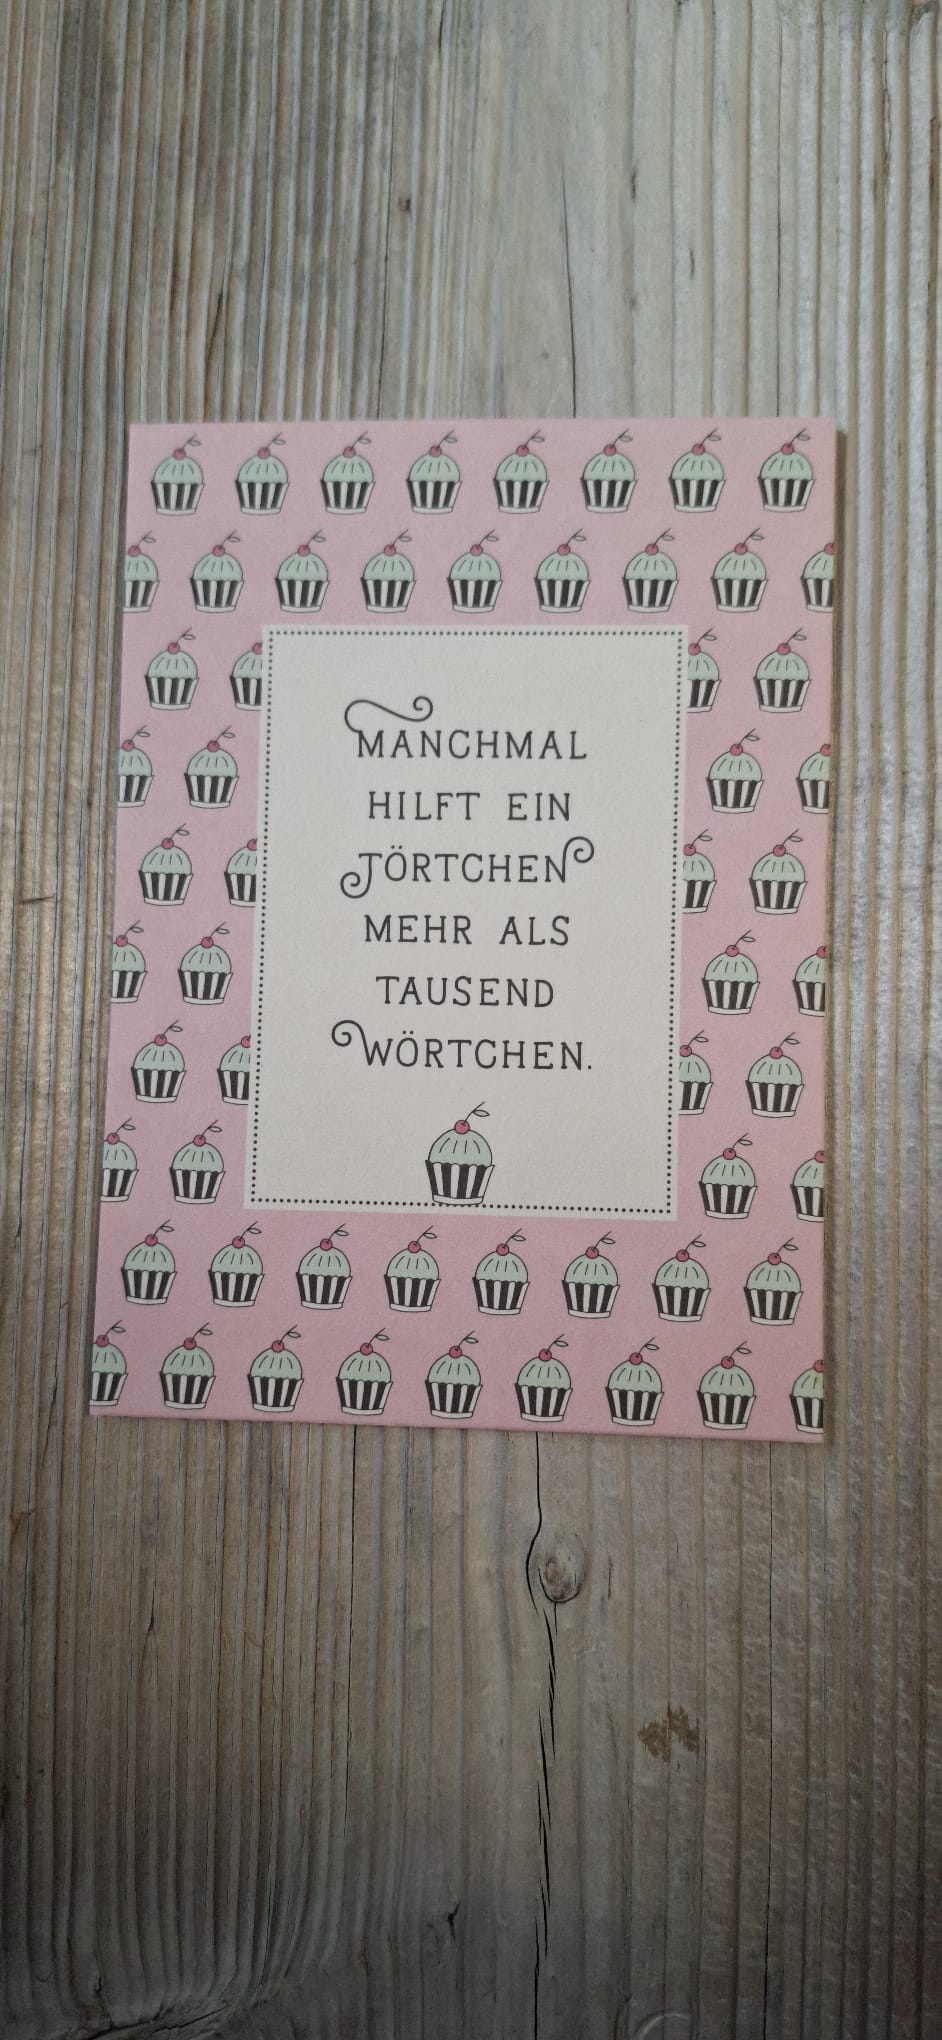 MANCHMAL
HILFT EIN
TÖRTCHEN
MEHR ALS
TAUSEND
WÖRTCHEN.